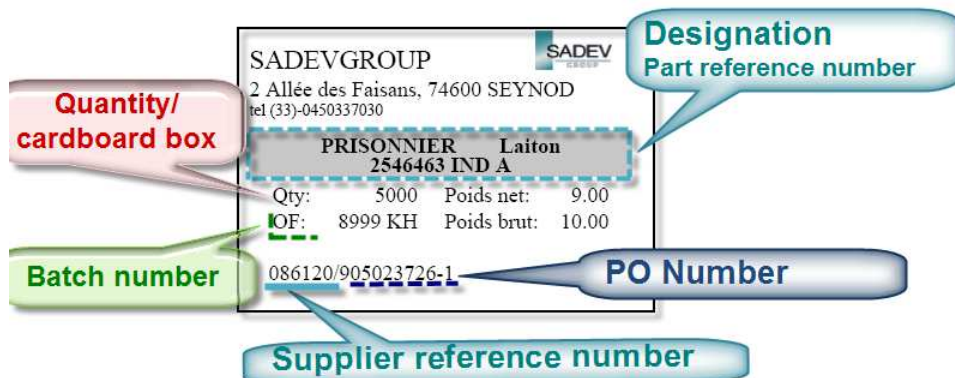 SADEVGROUP
SADEV
GROUP
2 Allée des Faisans, 74600 SEYNOD
tel (33)-0450337030
Designation
Part reference number
Quantity/
cardboard box
PRISONNIER Laiton
2546463 IND A
Qty: 5000 Poids net: 9.00
OF: 8999 KH Poids brut: 10.00
Batch number
086120/905023726-1
PO Number
Supplier reference number